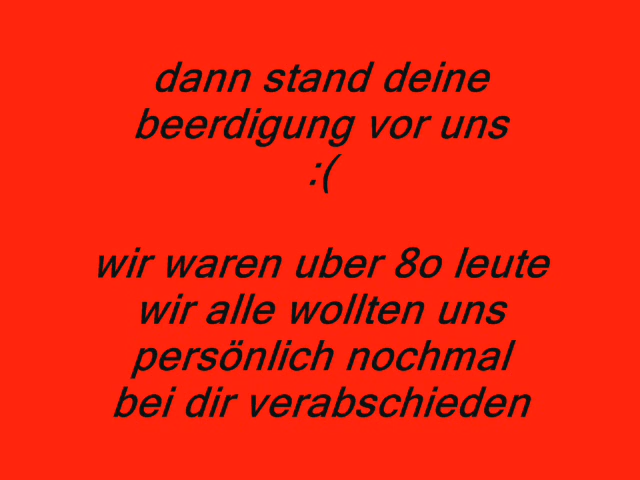 dann stand deine
beerdigung vor uns
:(
wir waren uber 8o leute
wir alle wollten uns
persönlich nochmal
bei dir verabschieden